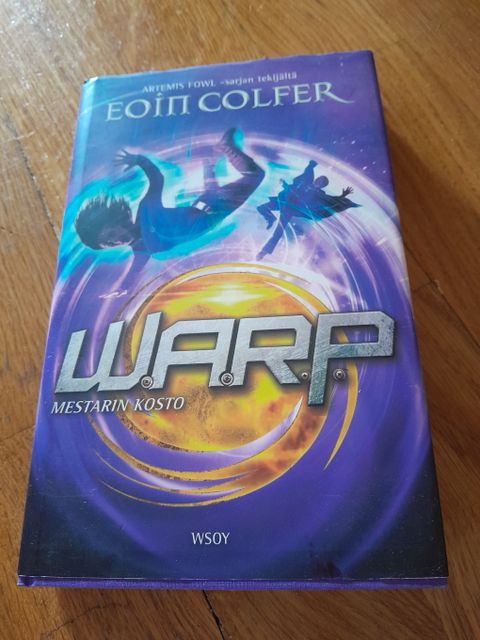 ARTEMIS FOWL -sarjan tekijältä
EOIN COLFER
W.A.R.P
MESTARIN KOSTO
WSOY